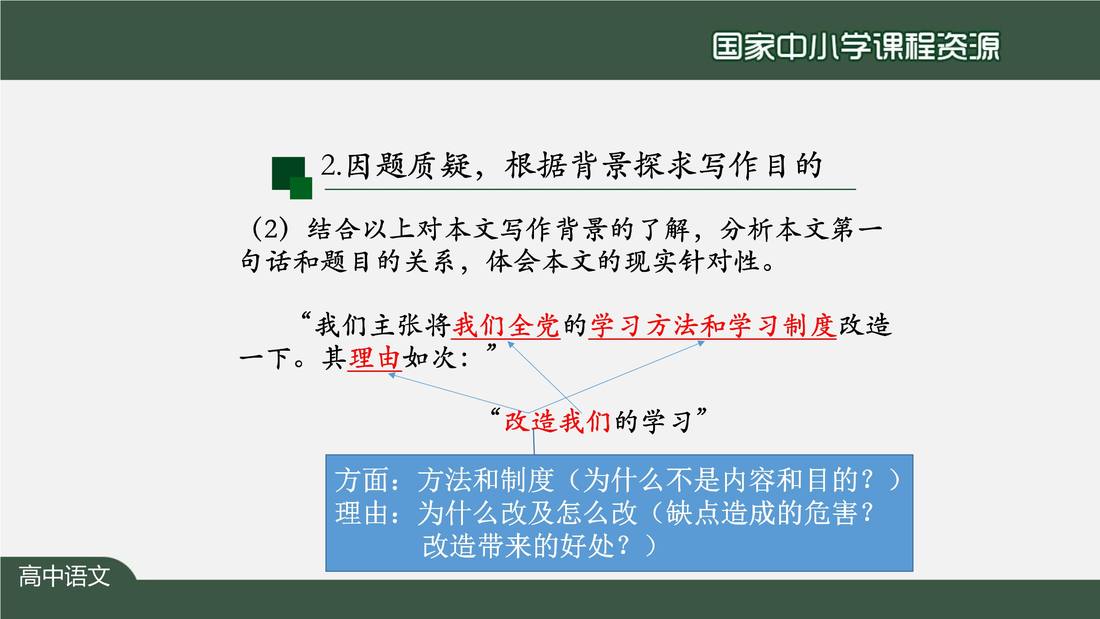 国家中小学课程资源
2.因题质疑，根据背景探求写作目的
（2）结合以上对本文写作背景的了解，分析本文第一
句话和题目的关系，体会本文的现实针对性。
“我们主张将我们全党的学习方法和学习制度改造
一下。其理由如次：”
“改造我们的学习”
方面：方法和制度（为什么不是内容和目的？）
理由：为什么改及怎么改（缺点造成的危害？
改造带来的好处？）
高中语文